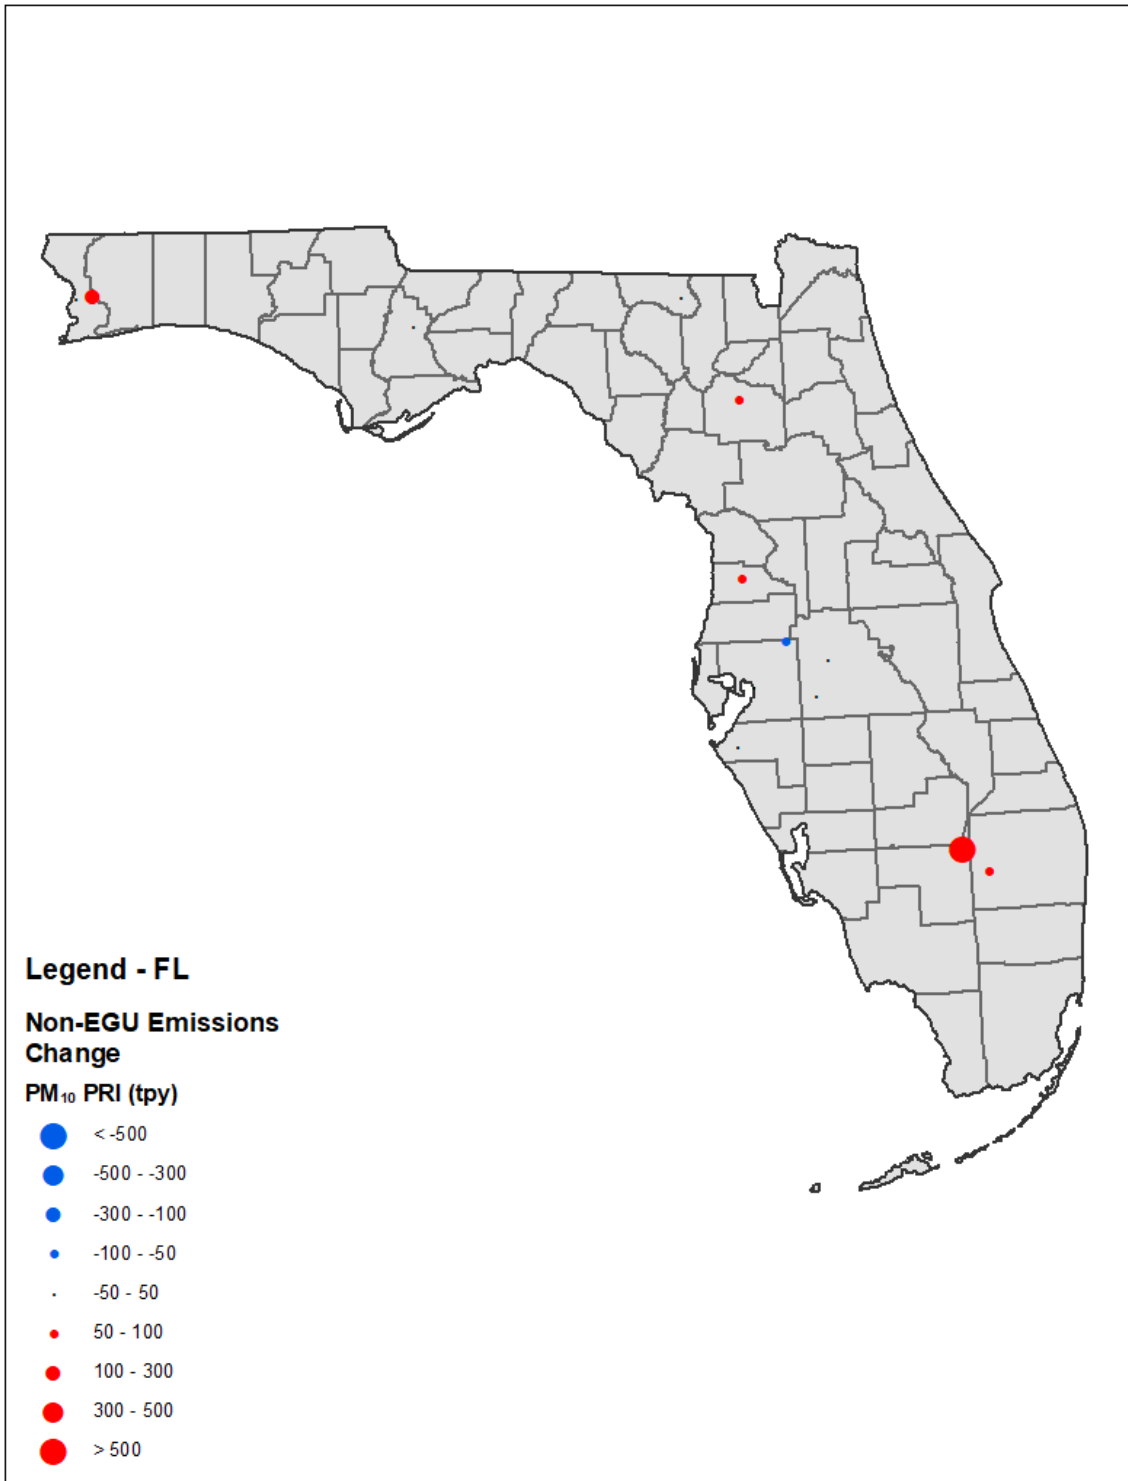 Legend - FL
Non-EGU Emissions
Change
PM₁₀ PRI (tpy)
< -500
-500 - -300
-300 - -100
-100 - -50
-50 - 50
50 - 100
100 - 300
300 - 500
> 500